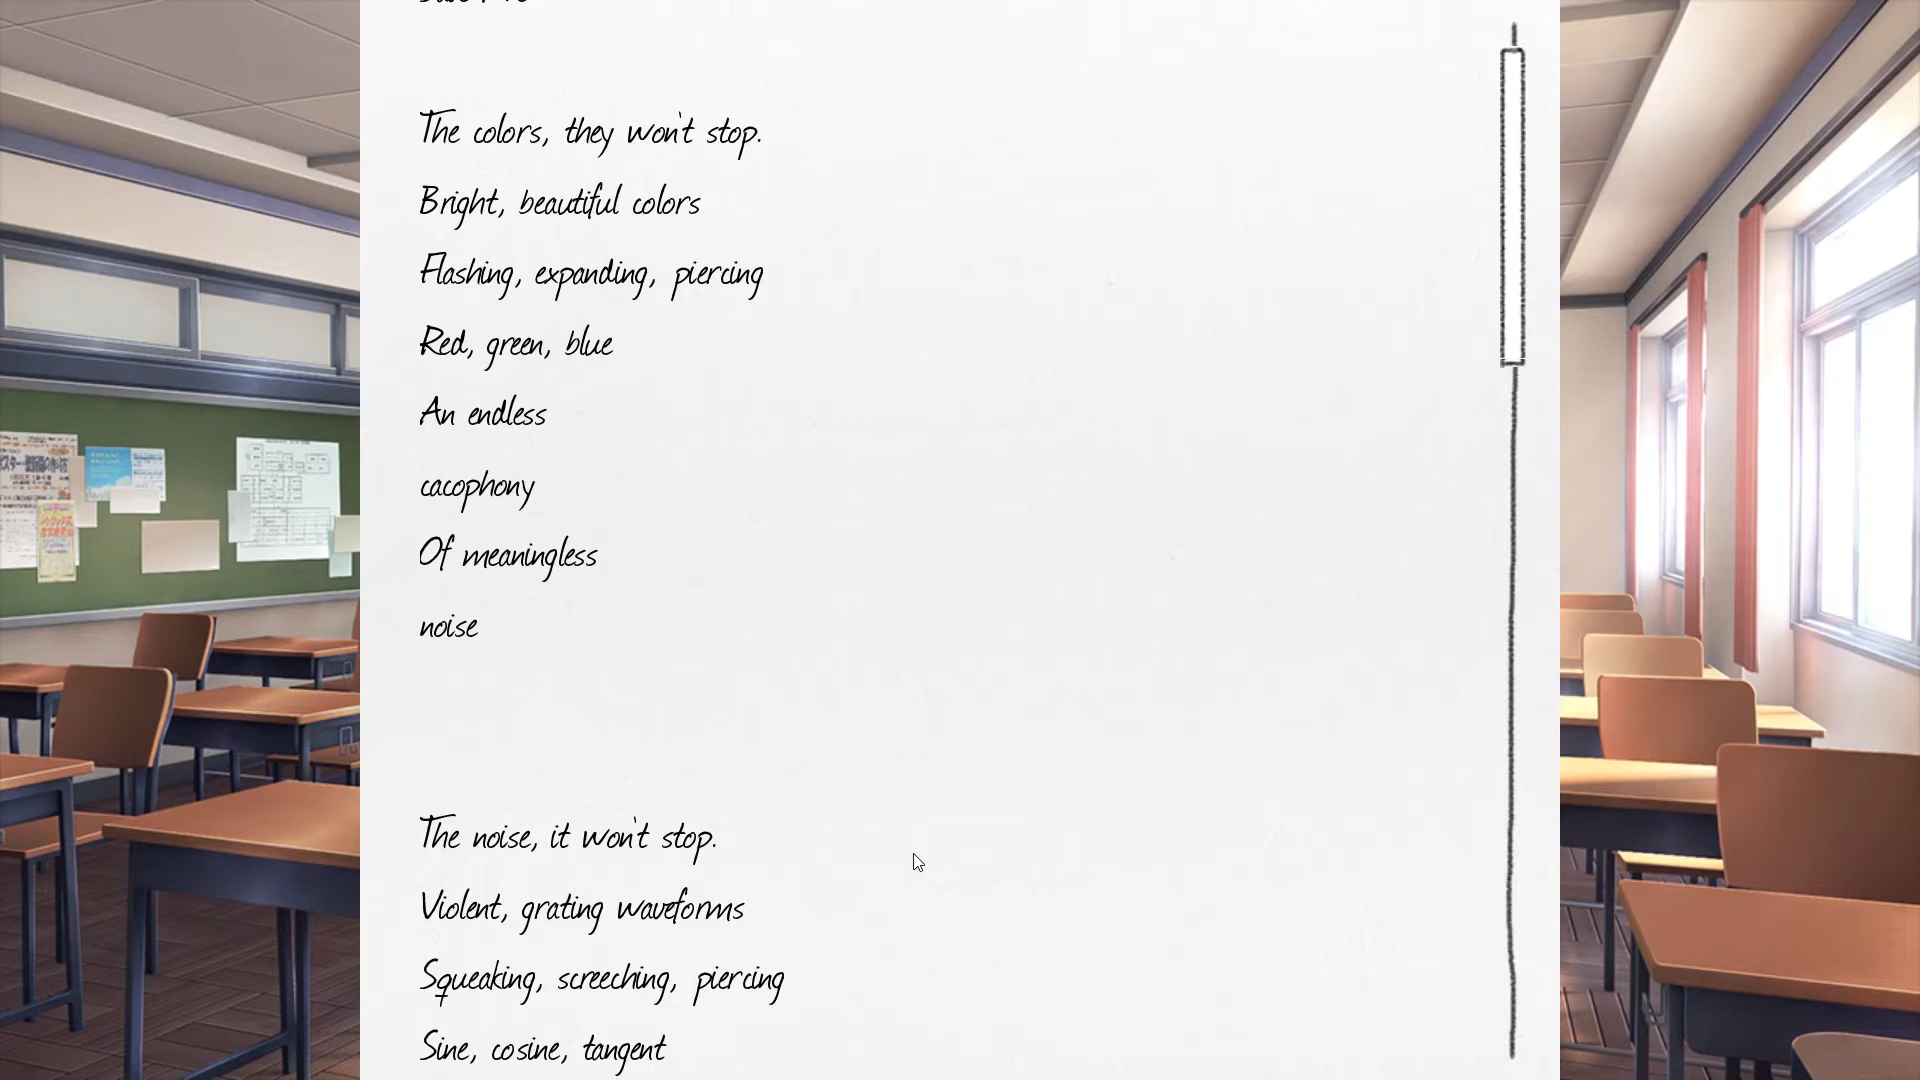 The colors, they won't stop.
Bright, beautiful colors
Flashing, expanding, piercing
Red, green, blue
An endless
cacophony
Of meaningless
noise
The noise, it won't stop.
Violent, grating waveforms
Squeaking, screeching, piercing
Sine, cosine, tangent